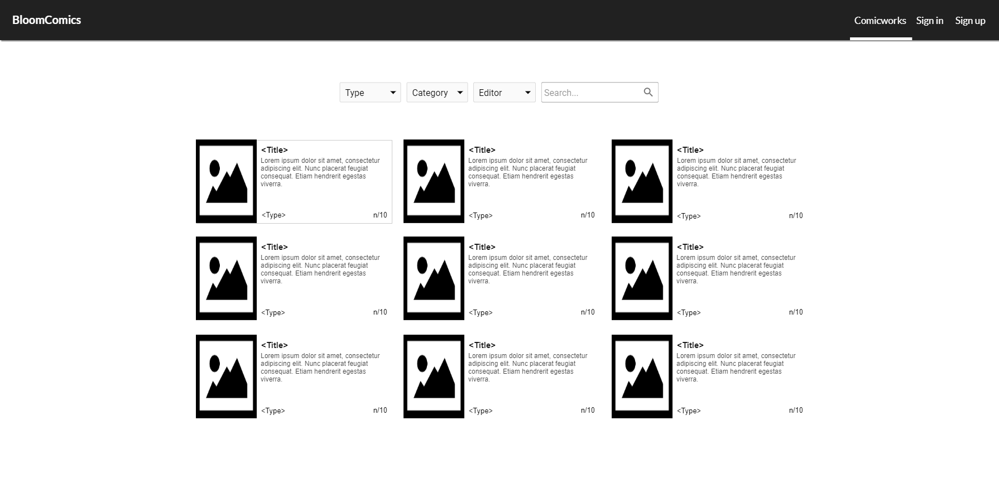 BloomComics
Comicworks Sign in Sign up
Type Category Editor Search...
<Title>
Lorem ipsum dolor sit amet, consectetur
adipiscing elit. Nunc placerat feugiat
consequat. Etiam hendrerit egestas
viverra.
<Type> n/10
<Title>
Lorem ipsum dolor sit amet, consectetur
adipiscing elit. Nunc placerat feugiat
consequat. Etiam hendrerit egestas
viverra.
<Type> n/10
<Title>
Lorem ipsum dolor sit amet, consectetur
adipiscing elit. Nunc placerat feugiat
consequat. Etiam hendrerit egestas
viverra.
<Type> n/10
<Title>
Lorem ipsum dolor sit amet, consectetur
adipiscing elit. Nunc placerat feugiat
consequat. Etiam hendrerit egestas
viverra.
<Type> n/10
<Title>
Lorem ipsum dolor sit amet, consectetur
adipiscing elit. Nunc placerat feugiat
consequat. Etiam hendrerit egestas
viverra.
<Type> n/10
<Title>
Lorem ipsum dolor sit amet, consectetur
adipiscing elit. Nunc placerat feugiat
consequat. Etiam hendrerit egestas
viverra.
<Type> n/10
<Title>
Lorem ipsum dolor sit amet, consectetur
adipiscing elit. Nunc placerat feugiat
consequat. Etiam hendrerit egestas
viverra.
<Type> n/10
<Title>
Lorem ipsum dolor sit amet, consectetur
adipiscing elit. Nunc placerat feugiat
consequat. Etiam hendrerit egestas
viverra.
<Type> n/10
<Title>
Lorem ipsum dolor sit amet, consectetur
adipiscing elit. Nunc placerat feugiat
consequat. Etiam hendrerit egestas
viverra.
<Type> n/10